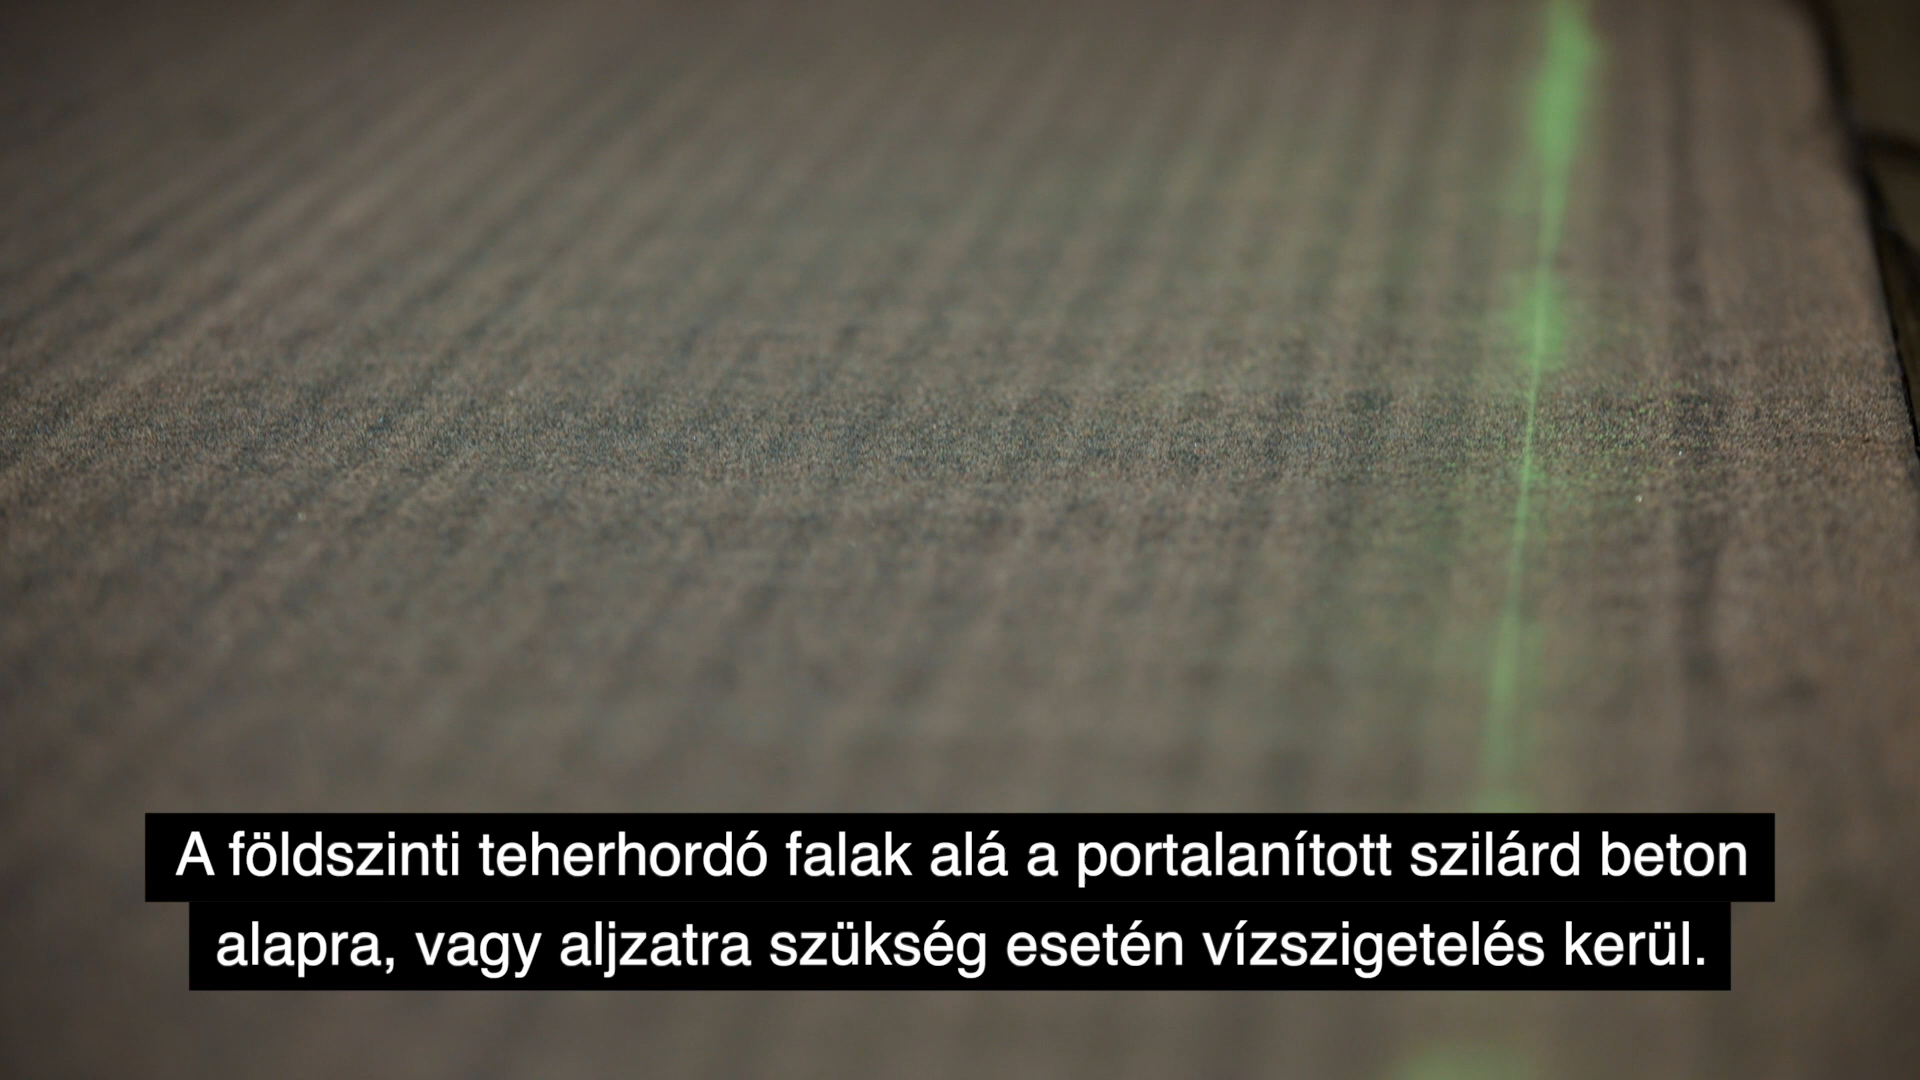 A földszinti teherhordó falak alá a portalanított szilárd beton
alapra, vagy aljzatra szükség esetén vízszigetelés kerül.